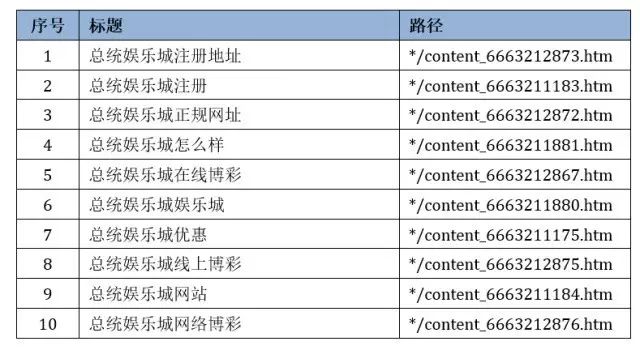 序号 标题 路径
1 总统娱乐城注册地址 */content_6663212873.htm
2 总统娱乐城注册 */content_6663211183.htm
3 总统娱乐城正规网址 */content_6663212872.htm
4 总统娱乐城怎么样 */content_6663211881.htm
5 总统娱乐城在线博彩 */content_6663212867.htm
6 总统娱乐城娱乐城 */content_6663211880.htm
7 总统娱乐城优惠 */content_6663211175.htm
8 总统娱乐城线上博彩 */content_6663212875.htm
9 总统娱乐城网站 */content_6663211184.htm
10 总统娱乐城网络博彩 */content_6663212876.htm